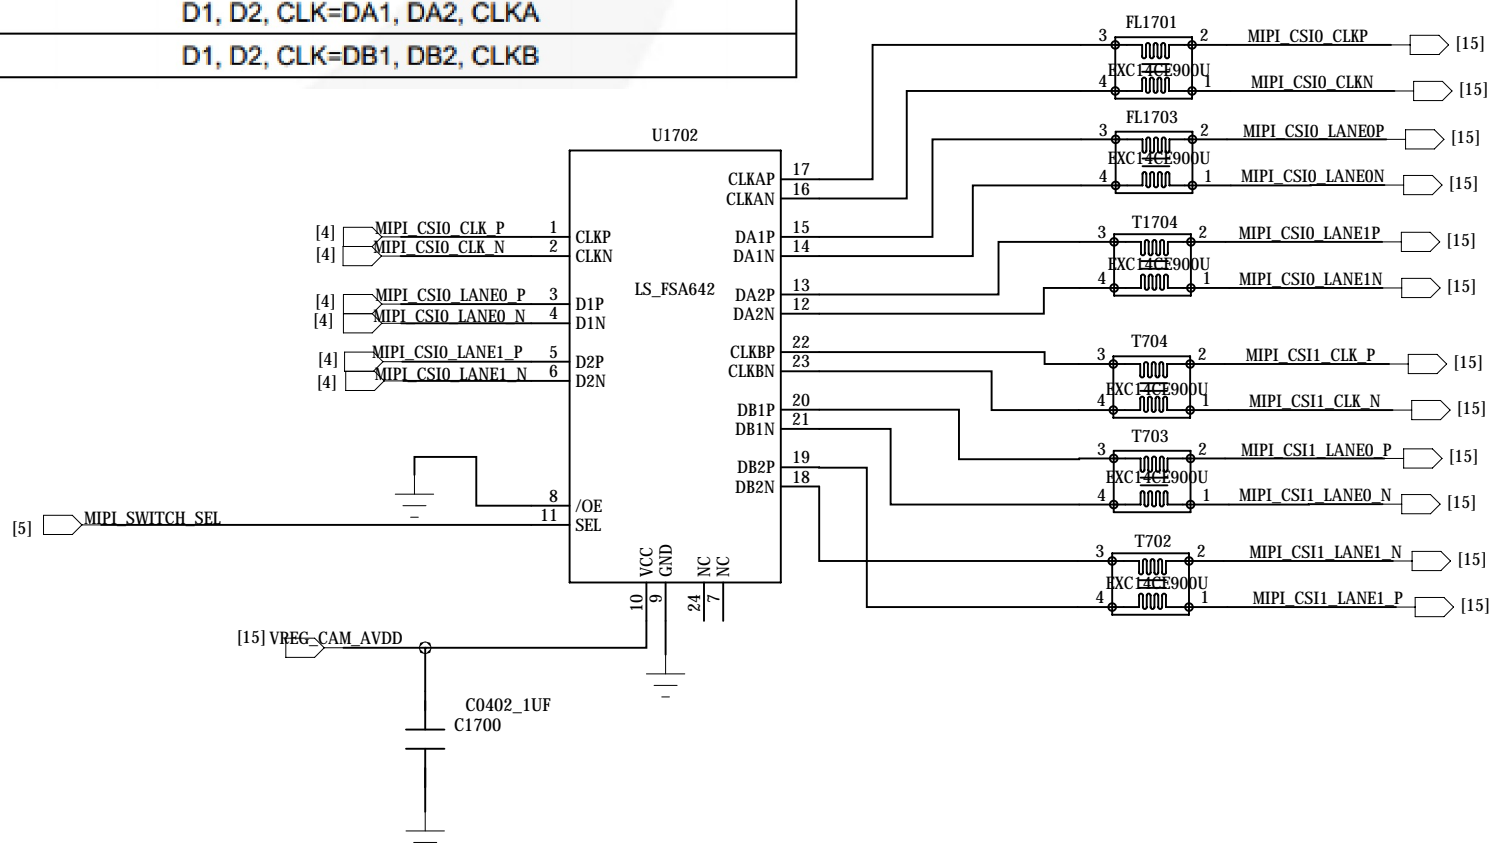 D1, D2, CLK=DA1, DA2, CLKA
D1, D2, CLK=DB1, DB2, CLKB
U1702
LS_FSA642
[4] MIPI_CSI0_CLK_P 1 CLKP
[4] MIPI_CSI0_CLK_N 2 CLKN
[4] MIPI_CSI0_LANE0_P 3 D1P
[4] MIPI_CSI0_LANE0_N 4 D1N
[4] MIPI_CSI0_LANE1_P 5 D2P
[4] MIPI_CSI0_LANE1_N 6 D2N
8 /OE
[5] MIPI_SWITCH_SEL 11 SEL
CLKAP 17
CLKAN 16
DA1P 15
DA1N 14
DA2P 13
DA2N 12
CLKBP 22
CLKBN 23
DB1P 20
DB1N 21
DB2P 19
DB2N 18
VCC 10
GND 9
NC 24
NC 7
[15] VREG_CAM_AVDD
C0402_1UF
C1700
FL1701
3 2 MIPI_CSI0_CLKP [15]
EXC14CE900U
4 1 MIPI_CSI0_CLKN [15]
FL1703
3 2 MIPI_CSI0_LANE0P [15]
EXC14CE900U
4 1 MIPI_CSI0_LANE0N [15]
T1704
3 2 MIPI_CSI0_LANE1P [15]
EXC14CE900U
4 1 MIPI_CSI0_LANE1N [15]
T704
3 2 MIPI_CSI1_CLK_P [15]
EXC14CE900U
4 1 MIPI_CSI1_CLK_N [15]
T703
3 2 MIPI_CSI1_LANE0_P [15]
EXC14CE900U
4 1 MIPI_CSI1_LANE0_N [15]
T702
3 2 MIPI_CSI1_LANE1_N [15]
EXC14CE900U
4 1 MIPI_CSI1_LANE1_P [15]